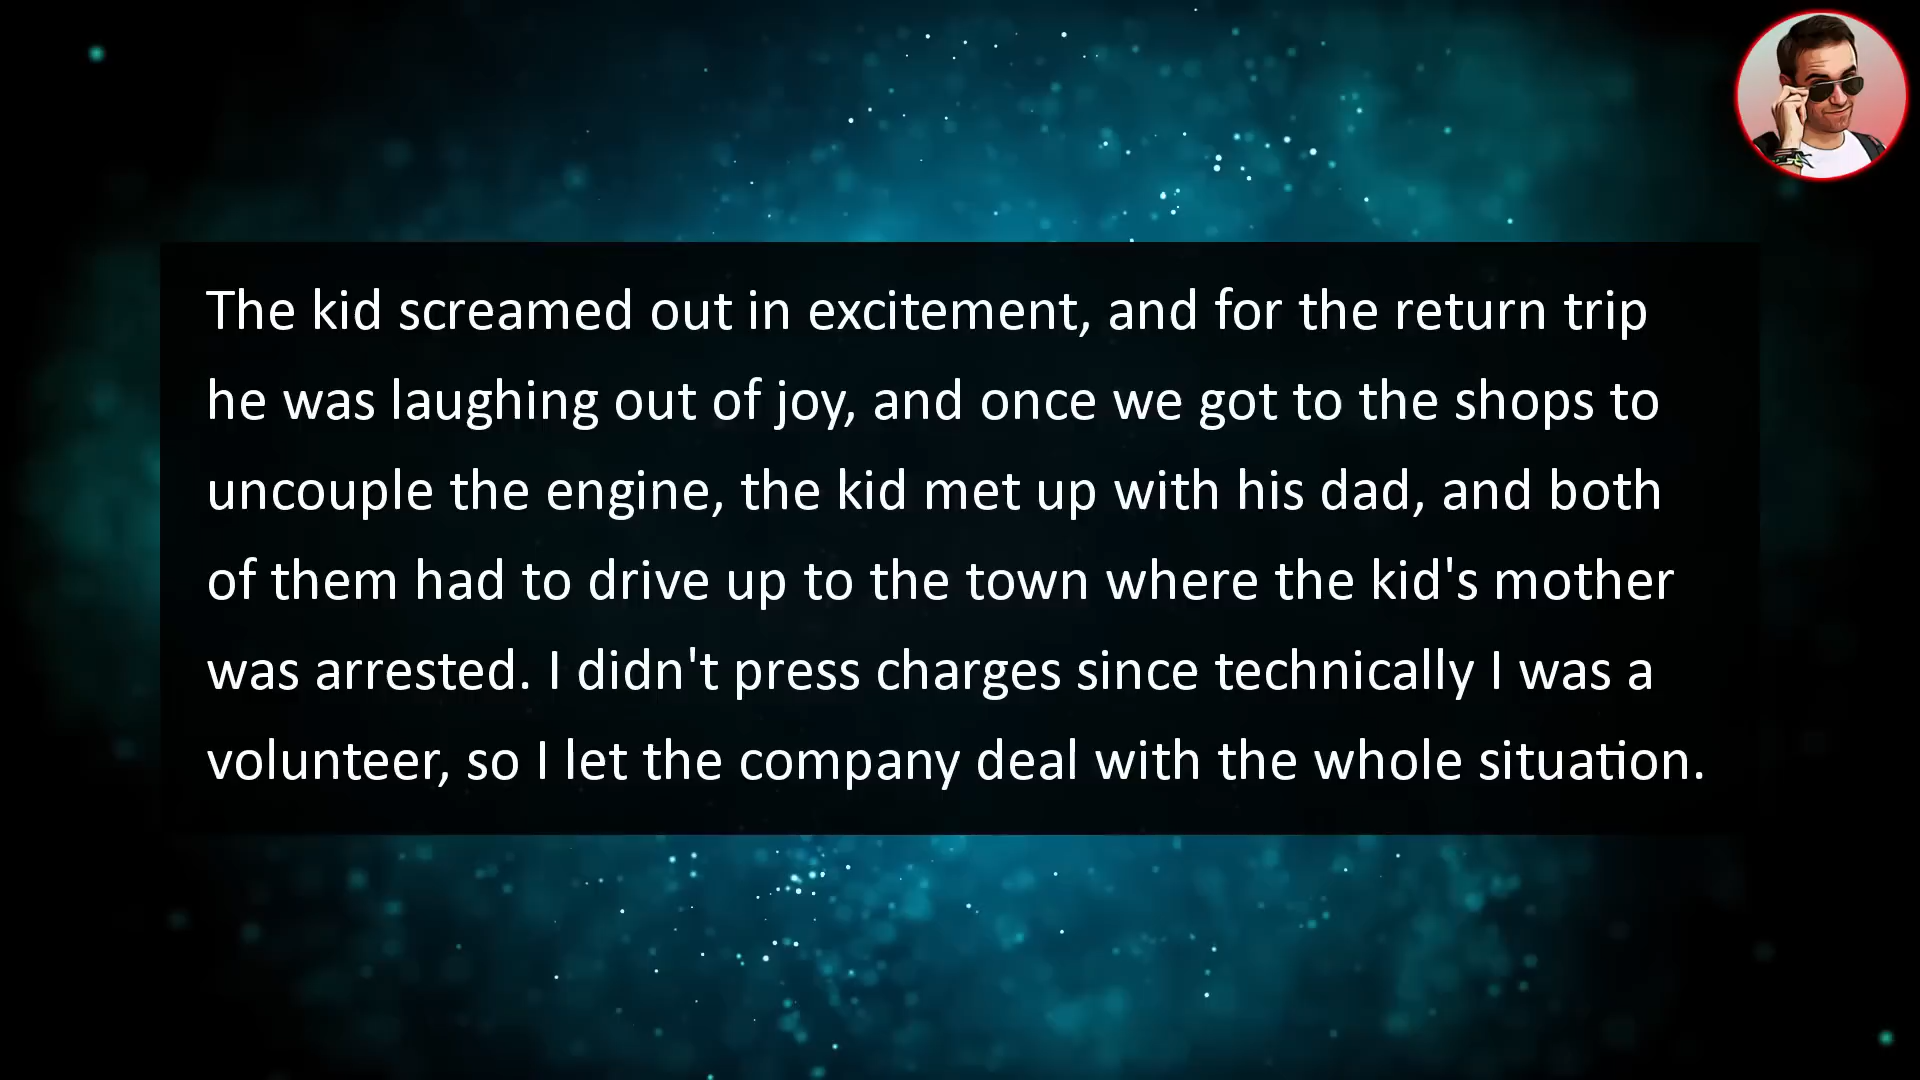 The kid screamed out in excitement, and for the return trip
he was laughing out of joy, and once we got to the shops to
uncouple the engine, the kid met up with his dad, and both
of them had to drive up to the town where the kid's mother
was arrested. I didn't press charges since technically I was a
volunteer, so I let the company deal with the whole situation.